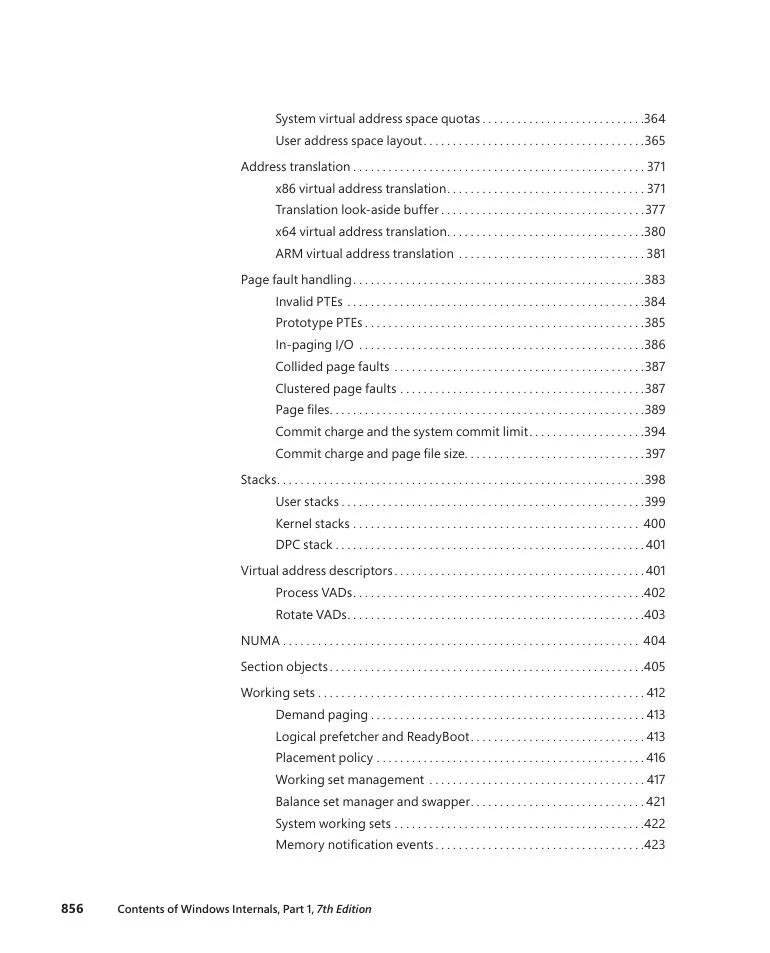 System virtual address space quotas . . . . . . . . . . . . . . . . . . . . . . . . . . . .364
User address space layout. . . . . . . . . . . . . . . . . . . . . . . . . . . . . . . . . . . . . .365
Address translation . . . . . . . . . . . . . . . . . . . . . . . . . . . . . . . . . . . . . . . . . . . . . . . . . . 371
x86 virtual address translation. . . . . . . . . . . . . . . . . . . . . . . . . . . . . . . . . . 371
Translation look-aside buffer . . . . . . . . . . . . . . . . . . . . . . . . . . . . . . . . . . .377
x64 virtual address translation. . . . . . . . . . . . . . . . . . . . . . . . . . . . . . . . . .380
ARM virtual address translation . . . . . . . . . . . . . . . . . . . . . . . . . . . . . . . . 381
Page fault handling. . . . . . . . . . . . . . . . . . . . . . . . . . . . . . . . . . . . . . . . . . . . . . . . . .383
Invalid PTEs . . . . . . . . . . . . . . . . . . . . . . . . . . . . . . . . . . . . . . . . . . . . . . . . . . .384
Prototype PTEs . . . . . . . . . . . . . . . . . . . . . . . . . . . . . . . . . . . . . . . . . . . . . . . .385
In-paging I/O . . . . . . . . . . . . . . . . . . . . . . . . . . . . . . . . . . . . . . . . . . . . . . . . .386
Collided page faults . . . . . . . . . . . . . . . . . . . . . . . . . . . . . . . . . . . . . . . . . . .387
Clustered page faults . . . . . . . . . . . . . . . . . . . . . . . . . . . . . . . . . . . . . . . . . .387
Page files. . . . . . . . . . . . . . . . . . . . . . . . . . . . . . . . . . . . . . . . . . . . . . . . . . . . . .389
Commit charge and the system commit limit. . . . . . . . . . . . . . . . . . . .394
Commit charge and page file size. . . . . . . . . . . . . . . . . . . . . . . . . . . . . . . 397
Stacks. . . . . . . . . . . . . . . . . . . . . . . . . . . . . . . . . . . . . . . . . . . . . . . . . . . . . . . . . . . . . . .398
User stacks . . . . . . . . . . . . . . . . . . . . . . . . . . . . . . . . . . . . . . . . . . . . . . . . . . . .399
Kernel stacks . . . . . . . . . . . . . . . . . . . . . . . . . . . . . . . . . . . . . . . . . . . . . . . . . 400
DPC stack . . . . . . . . . . . . . . . . . . . . . . . . . . . . . . . . . . . . . . . . . . . . . . . . . . . . . 401
Virtual address descriptors . . . . . . . . . . . . . . . . . . . . . . . . . . . . . . . . . . . . . . . . . . . 401
Process VADs. . . . . . . . . . . . . . . . . . . . . . . . . . . . . . . . . . . . . . . . . . . . . . . . . .402
Rotate VADs. . . . . . . . . . . . . . . . . . . . . . . . . . . . . . . . . . . . . . . . . . . . . . . . . . .403
NUMA . . . . . . . . . . . . . . . . . . . . . . . . . . . . . . . . . . . . . . . . . . . . . . . . . . . . . . . . . . . . . 404
Section objects . . . . . . . . . . . . . . . . . . . . . . . . . . . . . . . . . . . . . . . . . . . . . . . . . . . . . .405
Working sets . . . . . . . . . . . . . . . . . . . . . . . . . . . . . . . . . . . . . . . . . . . . . . . . . . . . . . . . 412
Demand paging . . . . . . . . . . . . . . . . . . . . . . . . . . . . . . . . . . . . . . . . . . . . . . . 413
Logical prefetcher and ReadyBoot. . . . . . . . . . . . . . . . . . . . . . . . . . . . . . 413
Placement policy . . . . . . . . . . . . . . . . . . . . . . . . . . . . . . . . . . . . . . . . . . . . . . 416
Working set management . . . . . . . . . . . . . . . . . . . . . . . . . . . . . . . . . . . . . 417
Balance set manager and swapper. . . . . . . . . . . . . . . . . . . . . . . . . . . . . . 421
System working sets . . . . . . . . . . . . . . . . . . . . . . . . . . . . . . . . . . . . . . . . . . .422
Memory notification events . . . . . . . . . . . . . . . . . . . . . . . . . . . . . . . . . . . .423
856 Contents of Windows Internals, Part 1, 7th Edition